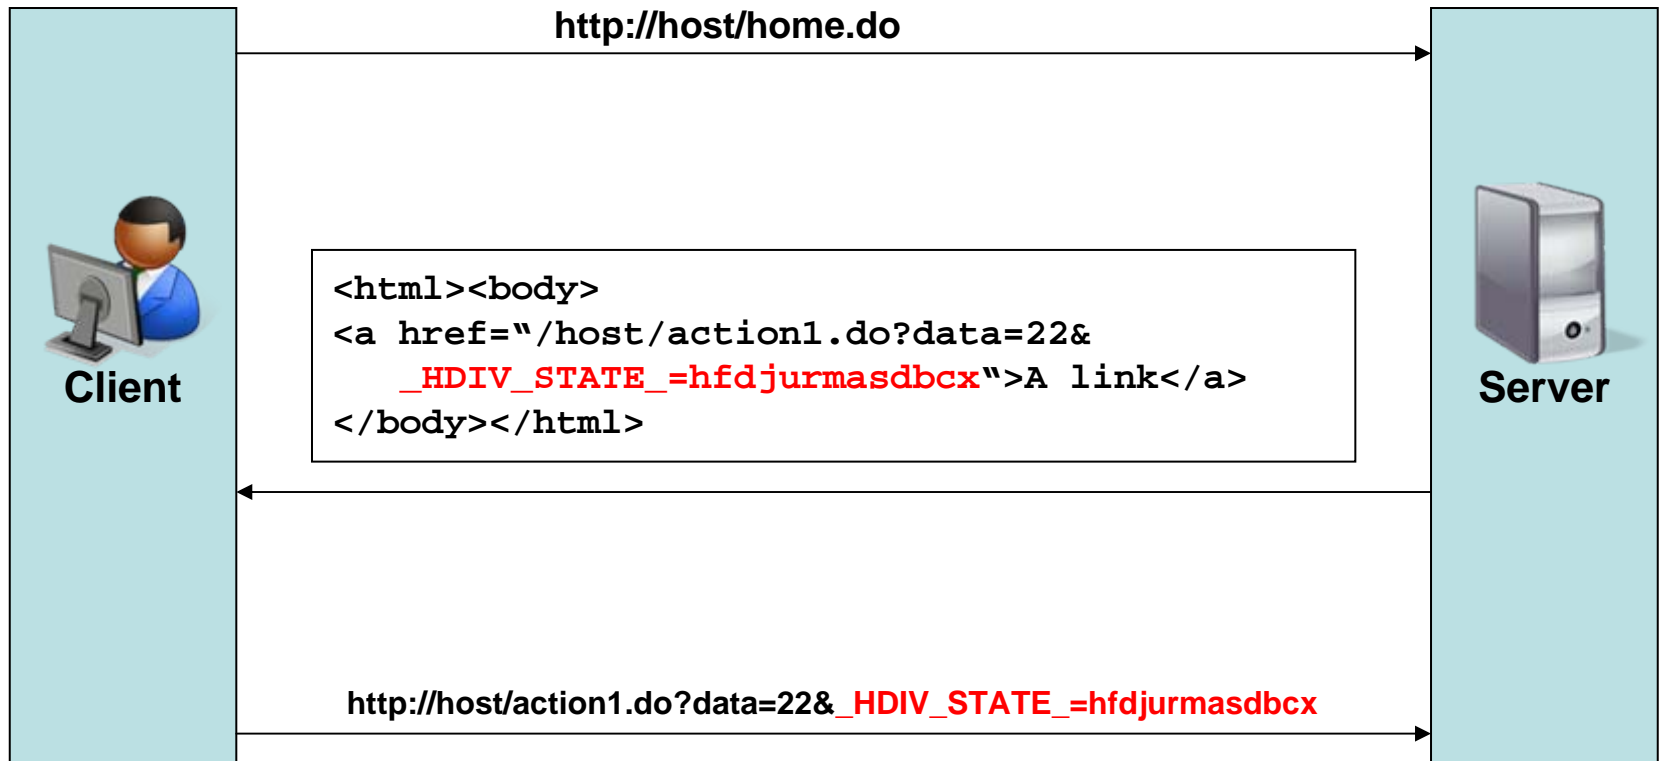 http://host/home.do
<html><body>
<a href=“/host/action1.do?data=22&
_HDIV_STATE_=hfdjurmasdbcx“>A link</a>
</body></html>
Client
Server
http://host/action1.do?data=22&_HDIV_STATE_=hfdjurmasdbcx